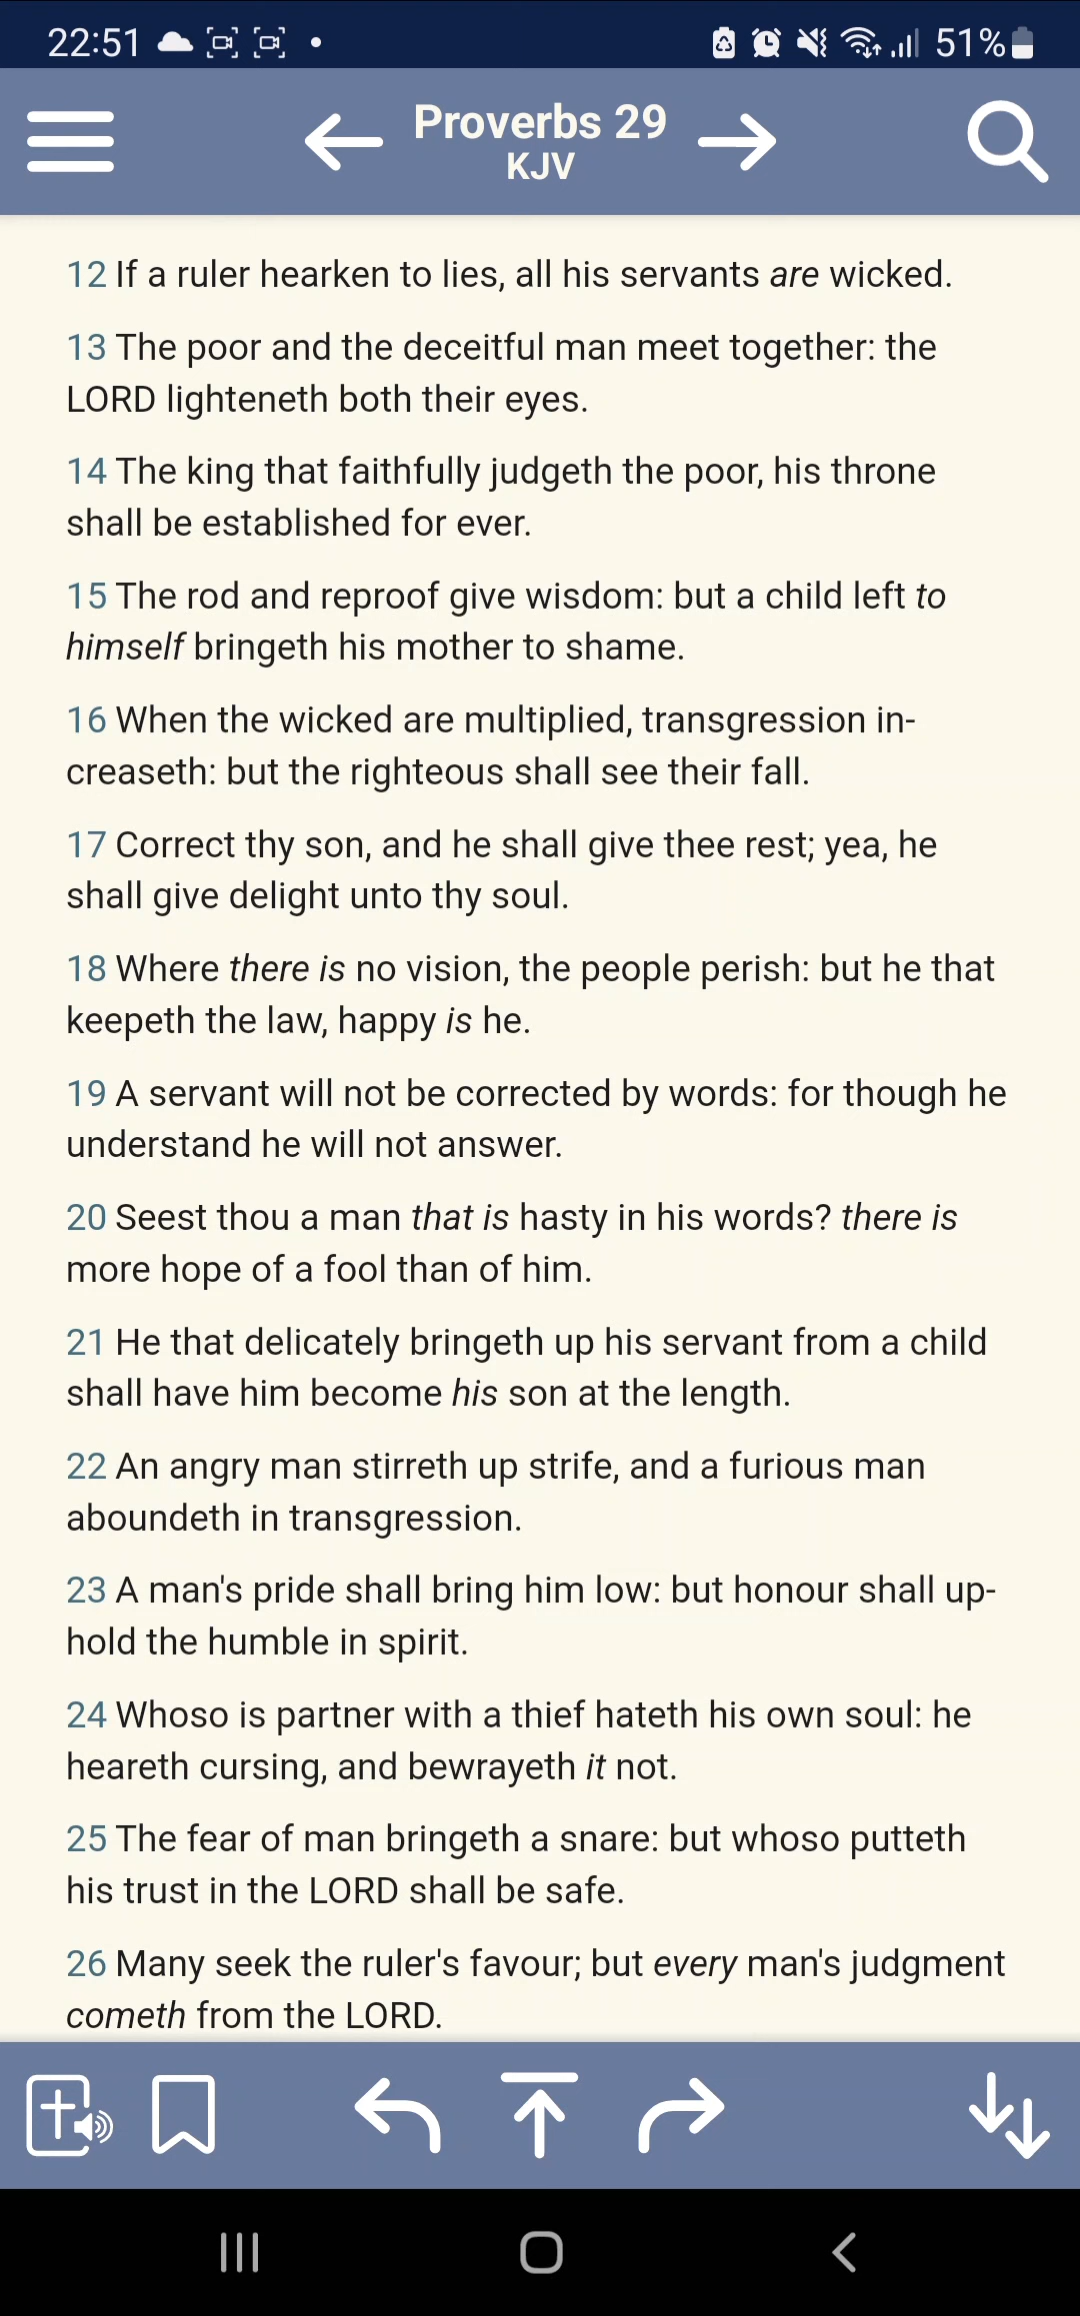 22:51
51%
Proverbs 29
KJV
12 If a ruler hearken to lies, all his servants are wicked.
13 The poor and the deceitful man meet together: the
LORD lighteneth both their eyes.
14 The king that faithfully judgeth the poor, his throne
shall be established for ever.
15 The rod and reproof give wisdom: but a child left to
himself bringeth his mother to shame.
16 When the wicked are multiplied, transgression in-
creaseth: but the righteous shall see their fall.
17 Correct thy son, and he shall give thee rest; yea, he
shall give delight unto thy soul.
18 Where there is no vision, the people perish: but he that
keepeth the law, happy is he.
19 A servant will not be corrected by words: for though he
understand he will not answer.
20 Seest thou a man that is hasty in his words? there is
more hope of a fool than of him.
21 He that delicately bringeth up his servant from a child
shall have him become his son at the length.
22 An angry man stirreth up strife, and a furious man
aboundeth in transgression.
23 A man's pride shall bring him low: but honour shall up-
hold the humble in spirit.
24 Whoso is partner with a thief hateth his own soul: he
heareth cursing, and bewrayeth it not.
25 The fear of man bringeth a snare: but whoso putteth
his trust in the LORD shall be safe.
26 Many seek the ruler's favour; but every man's judgment
cometh from the LORD.